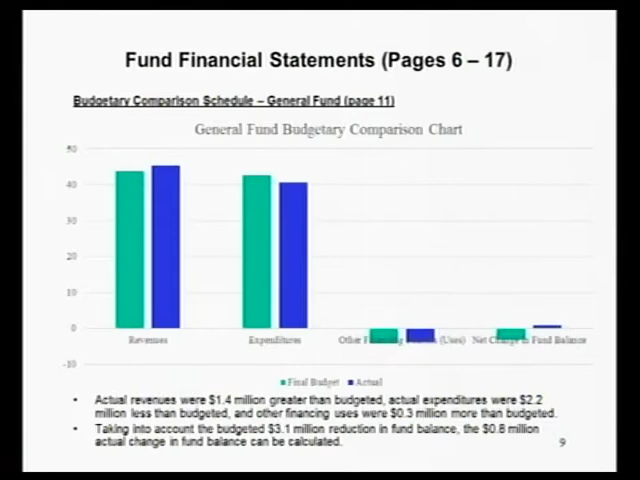 Fund Financial Statements (Pages 6 – 17)
Budgetary Comparison Schedule – General Fund (page 11)
General Fund Budgetary Comparison Chart
50
40
30
20
10
0
-10
Revenues
Expenditures
Other Financing (Uses)
Net Change in Fund Balance
Final Budget Actual
• Actual revenues were $1.4 million greater than budgeted, actual expenditures were $2.2
million less than budgeted, and other financing uses were $0.3 million more than budgeted.
• Taking into account the budgeted $3.1 million reduction in fund balance, the $0.8 million
actual change in fund balance can be calculated.
9